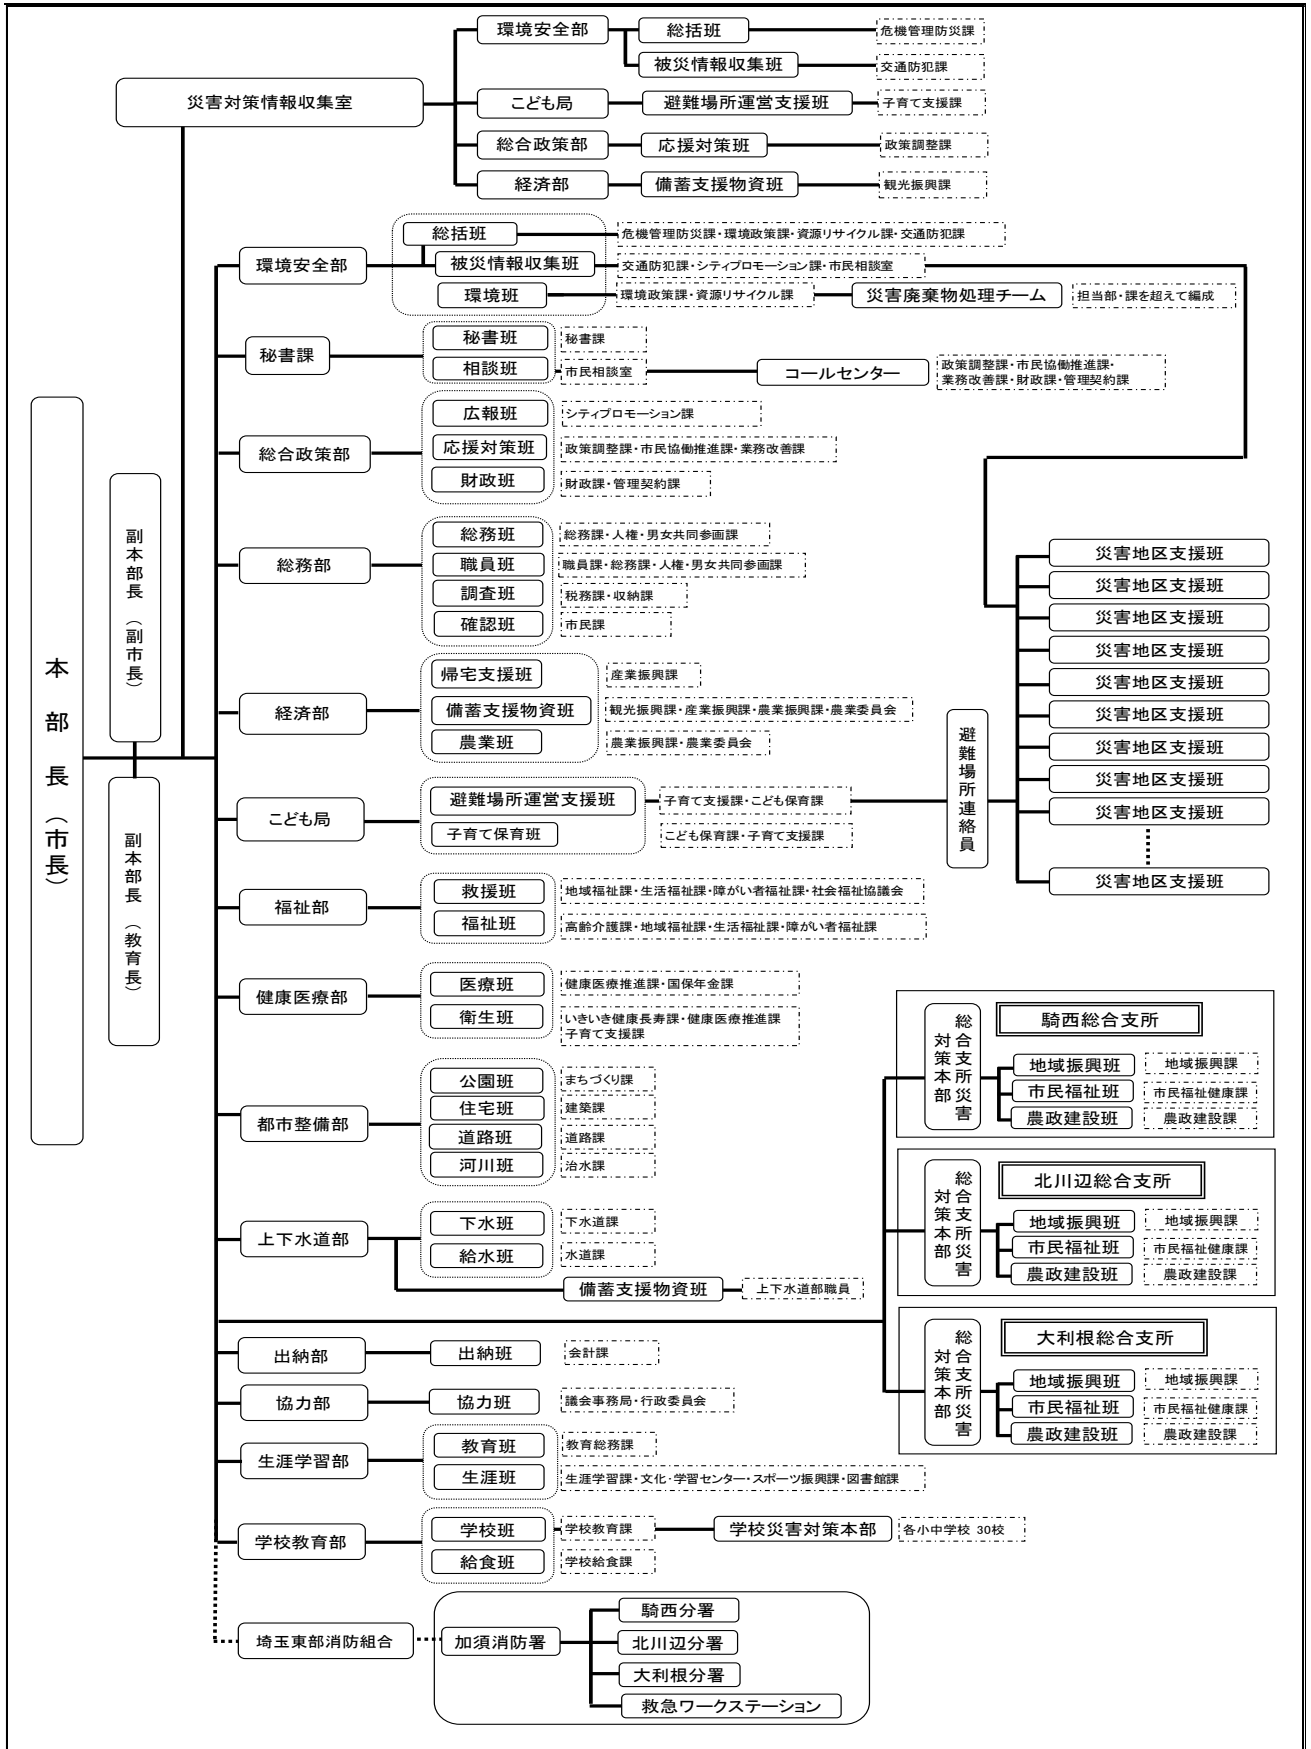 災害対策情報収集室
環境安全部
総括班
危機管理防災課
被災情報収集班
交通防犯課
こども局
避難場所運営支援班
子育て支援課
総合政策部
応援対策班
政策調整課
経済部
備蓄支援物資班
観光振興課
本部長（市長）
副本部長（副市長）
副本部長（教育長）
環境安全部
総括班
危機管理防災課・環境政策課・資源リサイクル課・交通防犯課
被災情報収集班
交通防犯課・シティプロモーション課・市民相談室
環境班
環境政策課・資源リサイクル課
災害廃棄物処理チーム
担当部・課を超えて編成
秘書課
秘書班
秘書課
相談班
市民相談室
コールセンター
政策調整課・市民協働推進課・
業務改善課・財政課・管理契約課
総合政策部
広報班
シティプロモーション課
応援対策班
政策調整課・市民協働推進課・業務改善課
財政班
財政課・管理契約課
総務部
総務班
総務課・人権・男女共同参画課
職員班
職員課・総務課・人権・男女共同参画課
調査班
税務課・収納課
確認班
市民課
経済部
帰宅支援班
産業振興課
備蓄支援物資班
観光振興課・産業振興課・農業振興課・農業委員会
農業班
農業振興課・農業委員会
こども局
避難場所運営支援班
子育て支援課・こども保育課
子育て保育班
こども保育課・子育て支援課
避難場所連絡員
災害地区支援班
災害地区支援班
災害地区支援班
災害地区支援班
災害地区支援班
災害地区支援班
災害地区支援班
災害地区支援班
災害地区支援班
災害地区支援班
福祉部
救援班
地域福祉課・生活福祉課・障がい者福祉課・社会福祉協議会
福祉班
高齢介護課・地域福祉課・生活福祉課・障がい者福祉課
健康医療部
医療班
健康医療推進課・国保年金課
衛生班
いきいき健康長寿課・健康医療推進課
子育て支援課
都市整備部
公園班
まちづくり課
住宅班
建築課
道路班
道路課
河川班
治水課
上下水道部
下水班
下水道課
給水班
水道課
備蓄支援物資班
上下水道部職員
騎西総合支所
総合支所災害
対策本部
地域振興班
地域振興課
市民福祉班
市民福祉健康課
農政建設班
農政建設課
北川辺総合支所
総合支所災害
対策本部
地域振興班
地域振興課
市民福祉班
市民福祉健康課
農政建設班
農政建設課
大利根総合支所
総合支所災害
対策本部
地域振興班
地域振興課
市民福祉班
市民福祉健康課
農政建設班
農政建設課
出納部
出納班
会計課
協力部
協力班
議会事務局・行政委員会
生涯学習部
教育班
教育総務課
生涯班
生涯学習課・文化・学習センター・スポーツ振興課・図書館課
学校教育部
学校班
学校教育課
学校災害対策本部
各小中学校 30校
給食班
学校給食課
埼玉東部消防組合
加須消防署
騎西分署
北川辺分署
大利根分署
救急ワークステーション